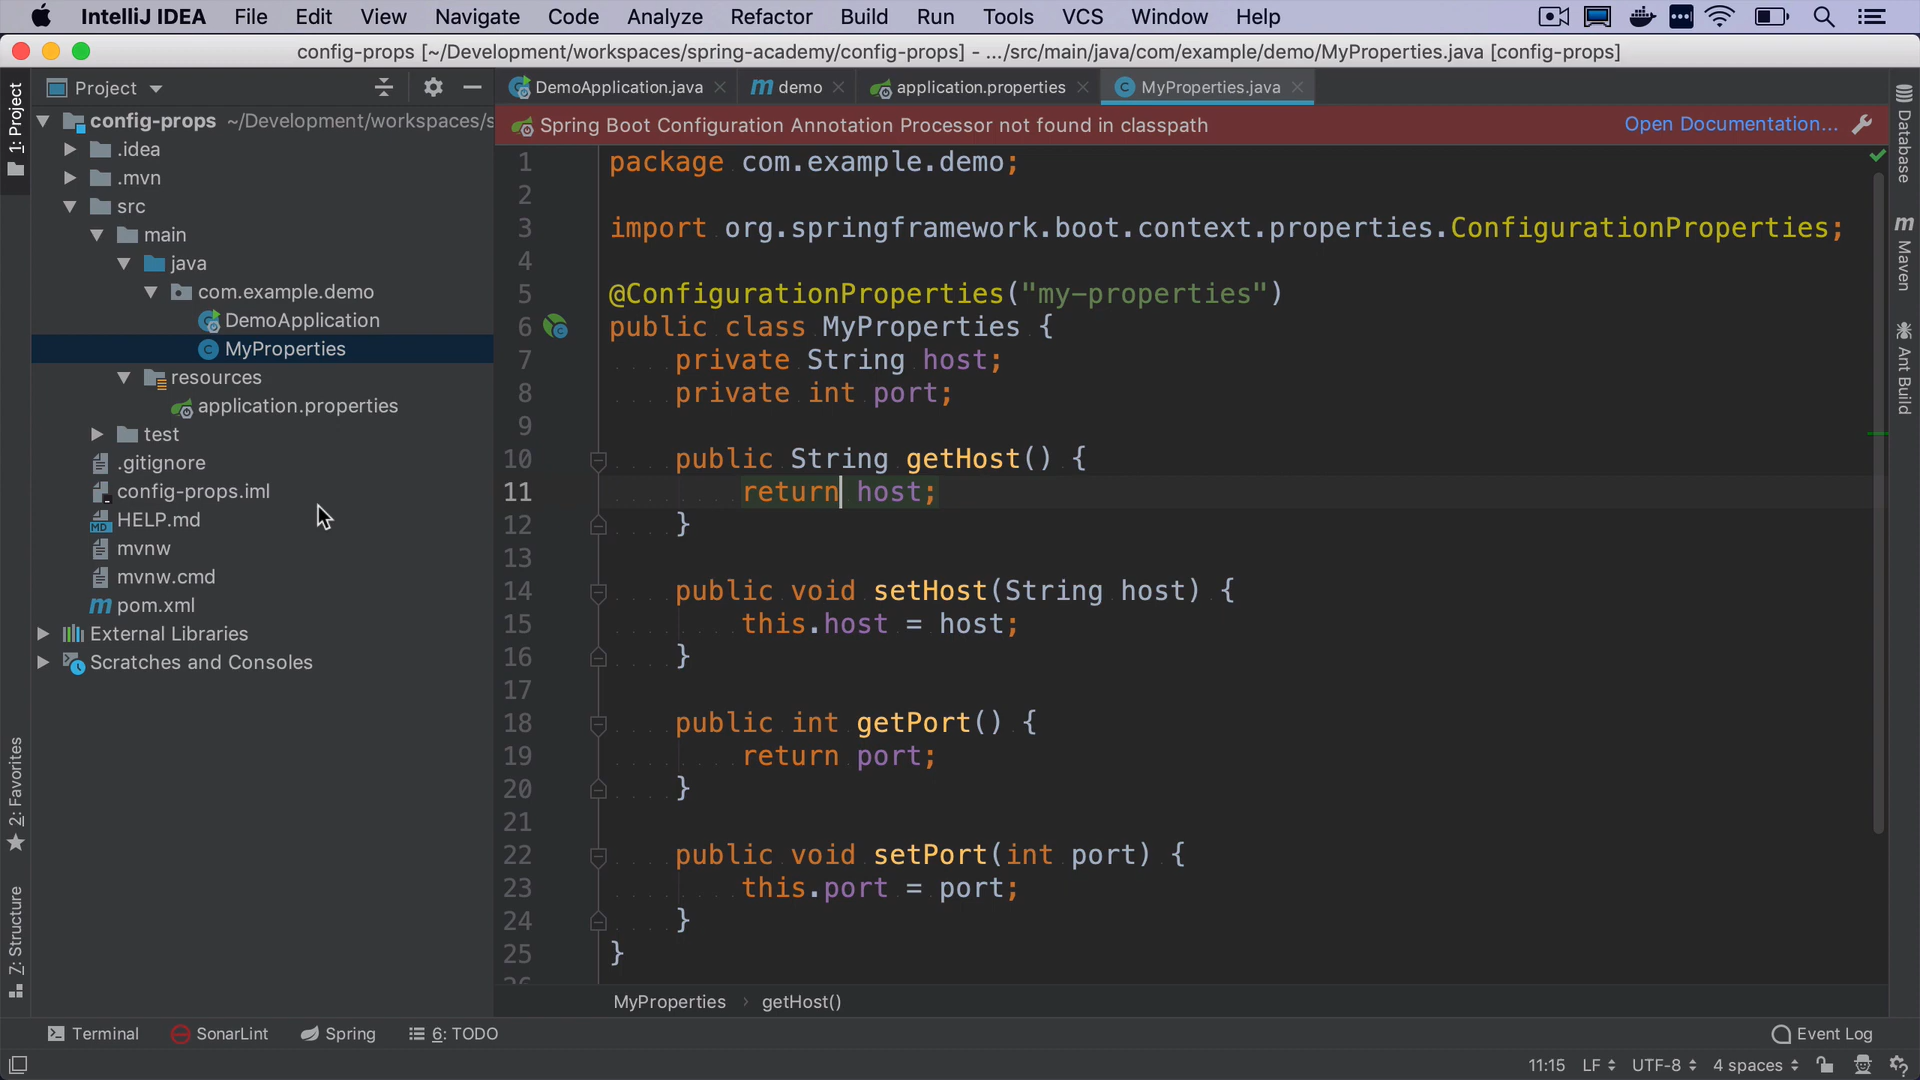 IntelliJ IDEA File Edit View Navigate Code Analyze Refactor Build Run Tools VCS Window Help
config-props [~/Development/workspaces/spring-academy/config-props] - .../src/main/java/com/example/demo/MyProperties.java [config-props]
Project
DemoApplication.java
demo
application.properties
MyProperties.java
1: Project
config-props ~/Development/workspaces/s
.idea
.mvn
src
main
java
com.example.demo
DemoApplication
MyProperties
resources
application.properties
test
.gitignore
config-props.iml
HELP.md
mvnw
mvnw.cmd
pom.xml
External Libraries
Scratches and Consoles
2: Favorites
7: Structure
Spring Boot Configuration Annotation Processor not found in classpath
Open Documentation...
1 package com.example.demo;
2
3 import org.springframework.boot.context.properties.ConfigurationProperties;
4
5 @ConfigurationProperties("my-properties")
6 public class MyProperties {
7 private String host;
8 private int port;
9
10 public String getHost() {
11 return host;
12 }
13
14 public void setHost(String host) {
15 this.host = host;
16 }
17
18 public int getPort() {
19 return port;
20 }
21
22 public void setPort(int port) {
23 this.port = port;
24 }
25 }
MyProperties › getHost()
Database
Maven
Ant Build
Terminal SonarLint Spring 6: TODO
Event Log
11:15 LF UTF-8 4 spaces